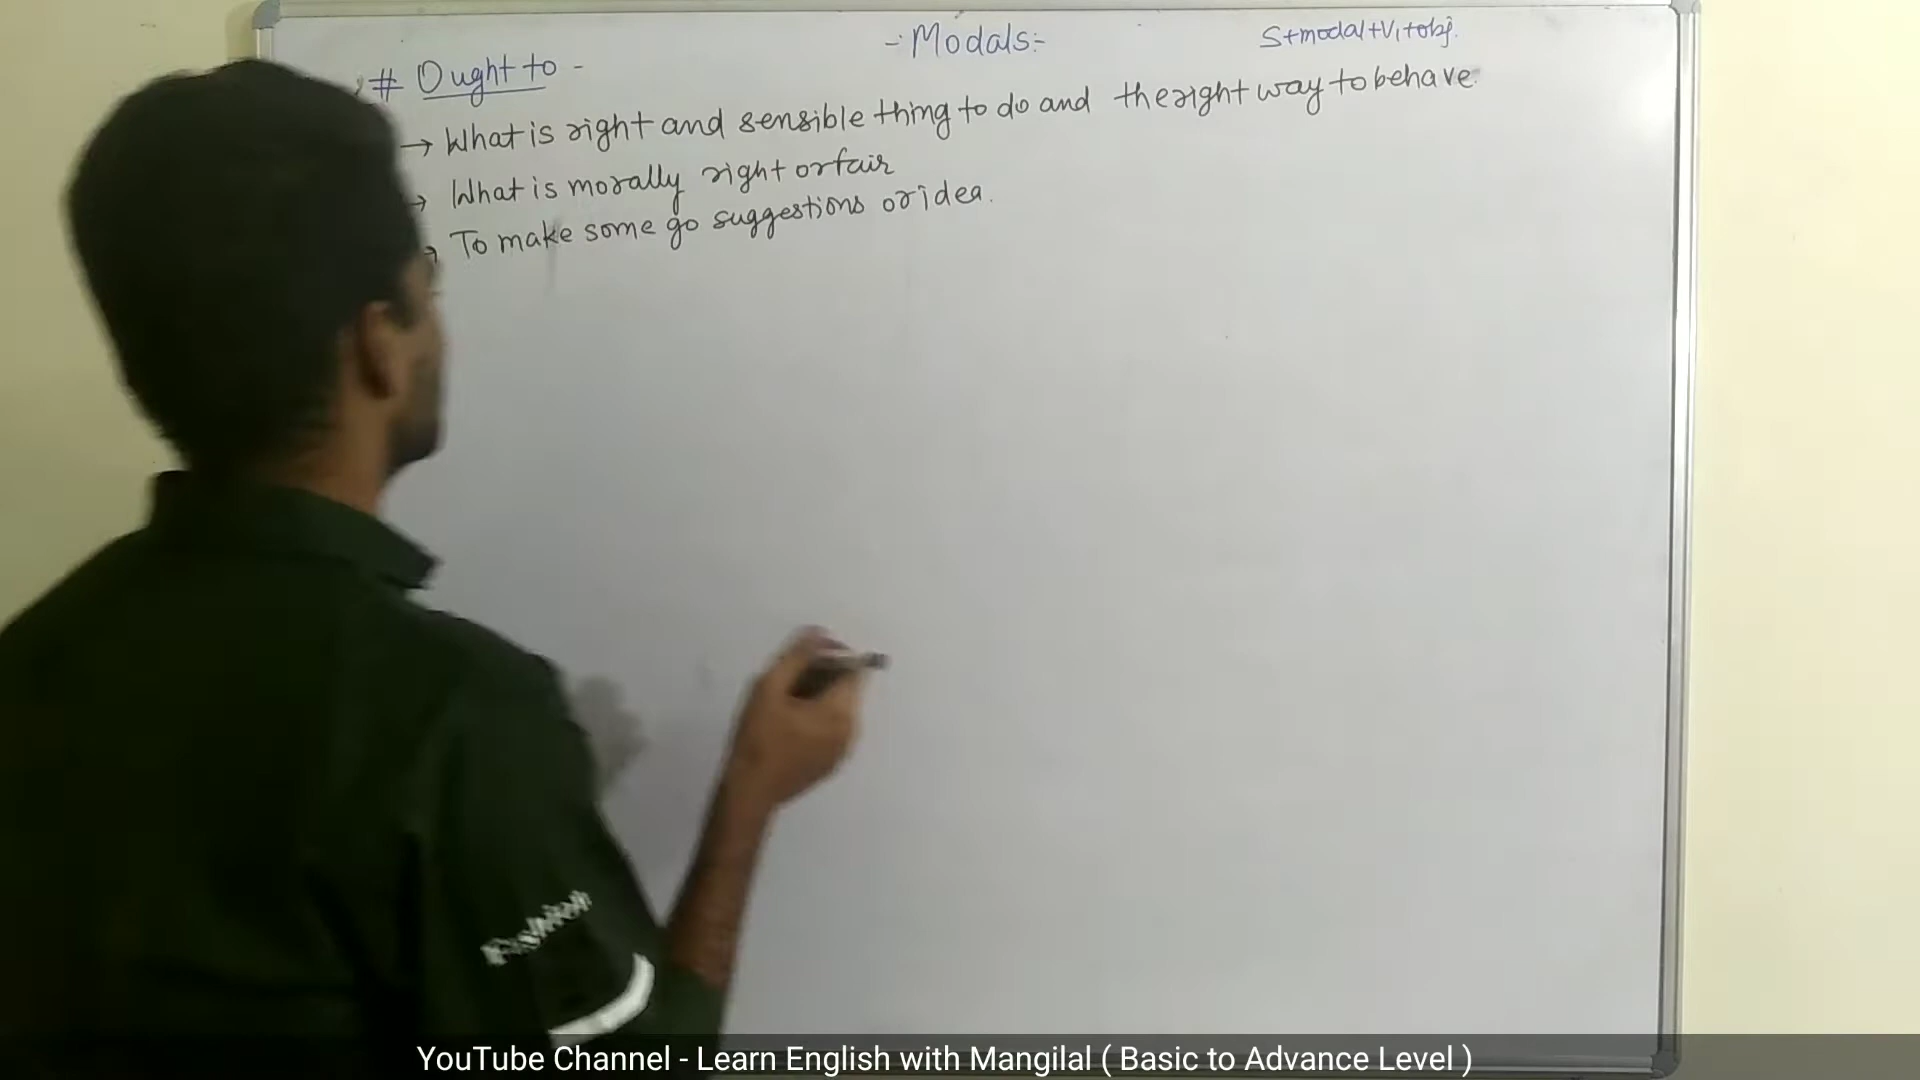 -: Modals:-
S+modal+V₁+obj.
# Ought to -
→ What is right and sensible thing to do and the right way to behave.
→ What is morally right or fair
→ To make some go suggestions or idea.
YouTube Channel - Learn English with Mangilal ( Basic to Advance Level )